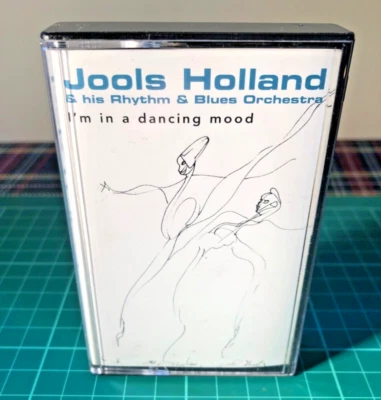 Jools Holland
& his Rhythm & Blues Orchestra
I'm in a dancing mood